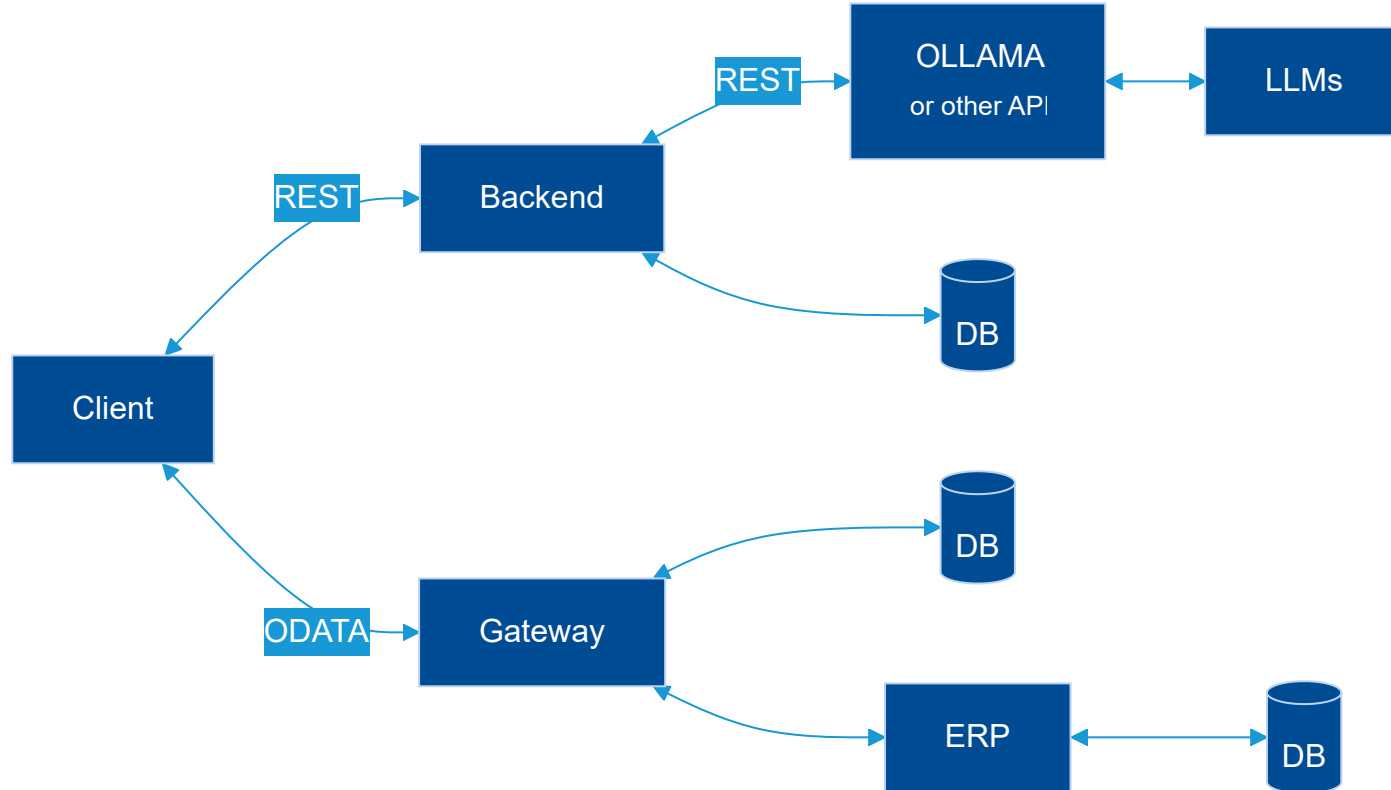 OLLAMA
or other API
LLMs
REST
Backend
REST
DB
Client
DB
ODATA
Gateway
ERP
DB